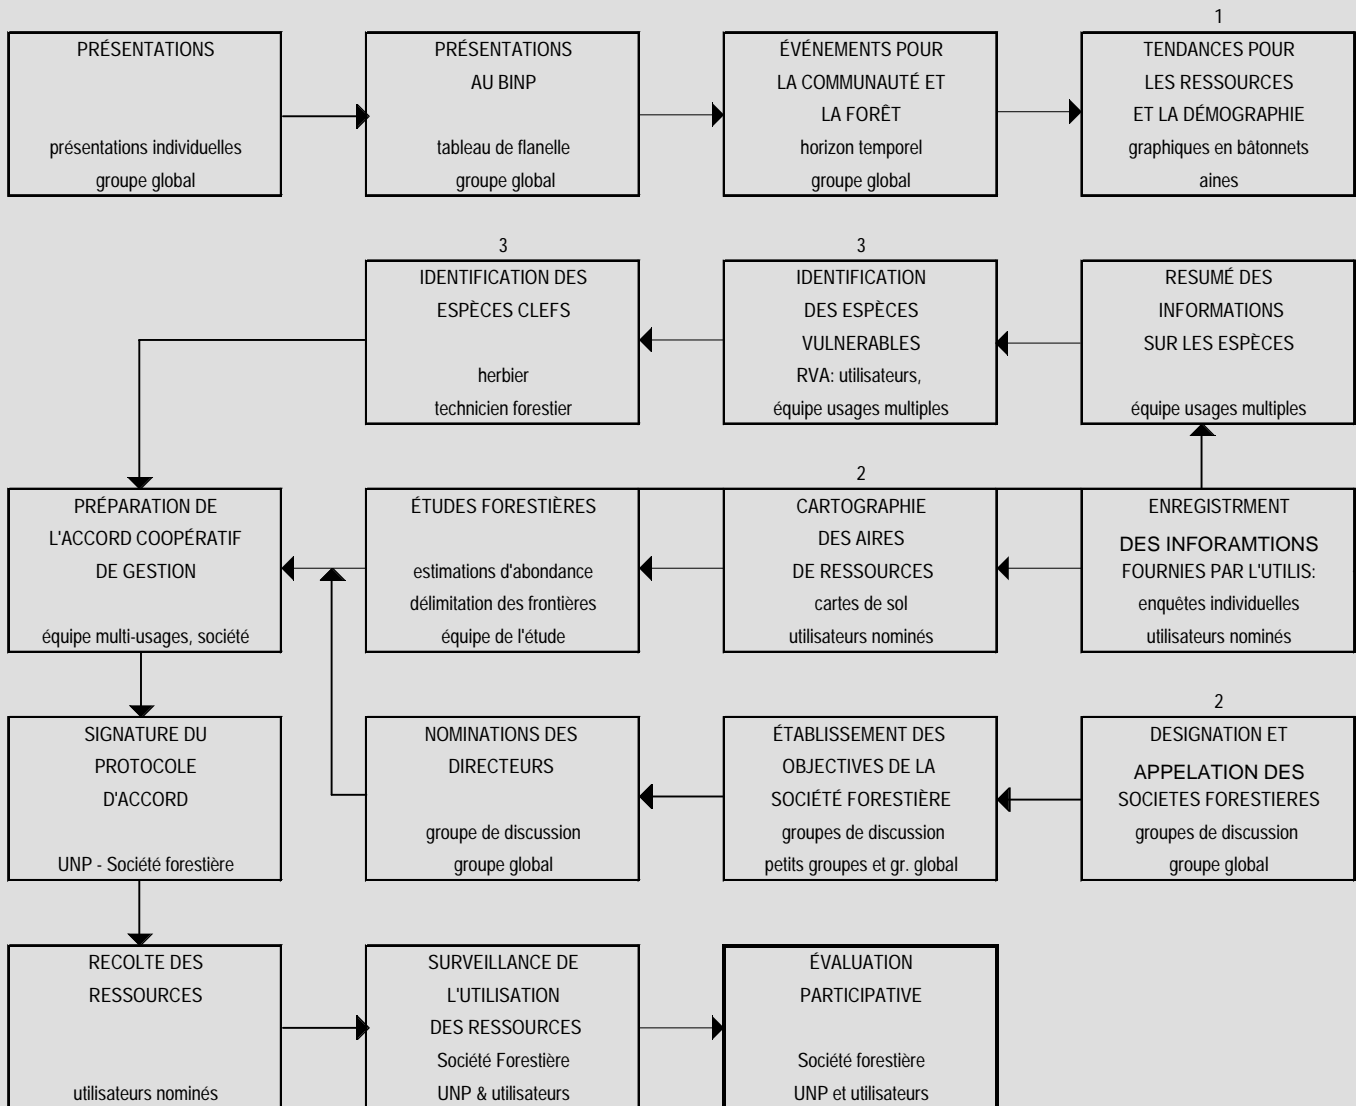 PRÉSENTATIONS
présentations individuelles
groupe global
PRÉSENTATIONS
AU BINP
tableau de flanelle
groupe global
ÉVÉNEMENTS POUR
LA COMMUNAUTÉ ET
LA FORÊT
horizon temporel
groupe global
1
TENDANCES POUR
LES RESSOURCES
ET LA DÉMOGRAPHIE
graphiques en bâtonnets
aines
3
IDENTIFICATION DES
ESPÈCES CLEFS
herbier
technicien forestier
3
IDENTIFICATION
DES ESPÈCES
VULNERABLES
RVA: utilisateurs,
équipe usages multiples
RESUMÉ DES
INFORMATIONS
SUR LES ESPÈCES
équipe usages multiples
PRÉPARATION DE
L'ACCORD COOPÉRATIF
DE GESTION
équipe multi-usages, société
ÉTUDES FORESTIÈRES
estimations d'abondance
délimitation des frontières
équipe de l'étude
2
CARTOGRAPHIE
DES AIRES
DE RESSOURCES
cartes de sol
utilisateurs nominés
ENREGISTRMENT
DES INFORAMTIONS
FOURNIES PAR L'UTILIS:
enquêtes individuelles
utilisateurs nominés
SIGNATURE DU
PROTOCOLE
D'ACCORD
UNP - Société forestière
NOMINATIONS DES
DIRECTEURS
groupe de discussion
groupe global
ÉTABLISSEMENT DES
OBJECTIVES DE LA
SOCIÉTÉ FORESTIÈRE
groupes de discussion
petits groupes et gr. global
2
DESIGNATION ET
APPELATION DES
SOCIETES FORESTIERES
groupes de discussion
groupe global
RECOLTE DES
RESSOURCES
utilisateurs nominés
SURVEILLANCE DE
L'UTILISATION
DES RESSOURCES
Société Forestière
UNP & utilisateurs
ÉVALUATION
PARTICIPATIVE
Société forestière
UNP et utilisateurs